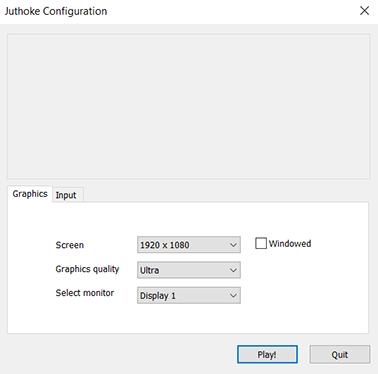 Juthoke Configuration
Graphics Input
Screen 1920 x 1080 Windowed
Graphics quality Ultra
Select monitor Display 1
Play! Quit